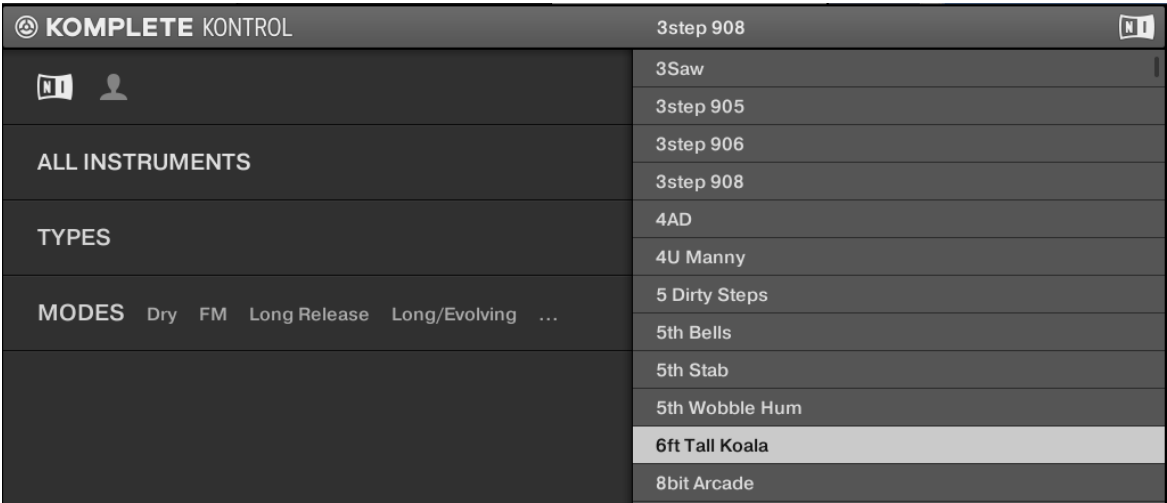 KOMPLETE KONTROL
3step 908
NI
NI
ALL INSTRUMENTS
TYPES
MODES Dry FM Long Release Long/Evolving ...
3Saw
3step 905
3step 906
3step 908
4AD
4U Manny
5 Dirty Steps
5th Bells
5th Stab
5th Wobble Hum
6ft Tall Koala
8bit Arcade